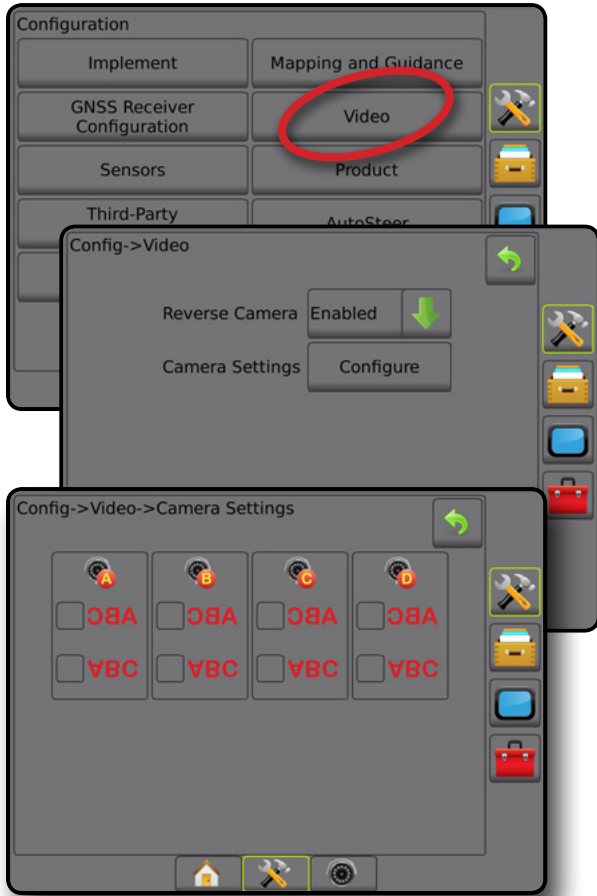 Configuration
Implement
Mapping and Guidance
GNSS Receiver
Configuration
Video
Sensors
Product
Third-Party
AutoSteer
Config->Video
Reverse Camera
Enabled
Camera Settings
Configure
Config->Video->Camera Settings
A
B
C
D
ABC
ABC
ABC
ABC
ABC
ABC
ABC
ABC